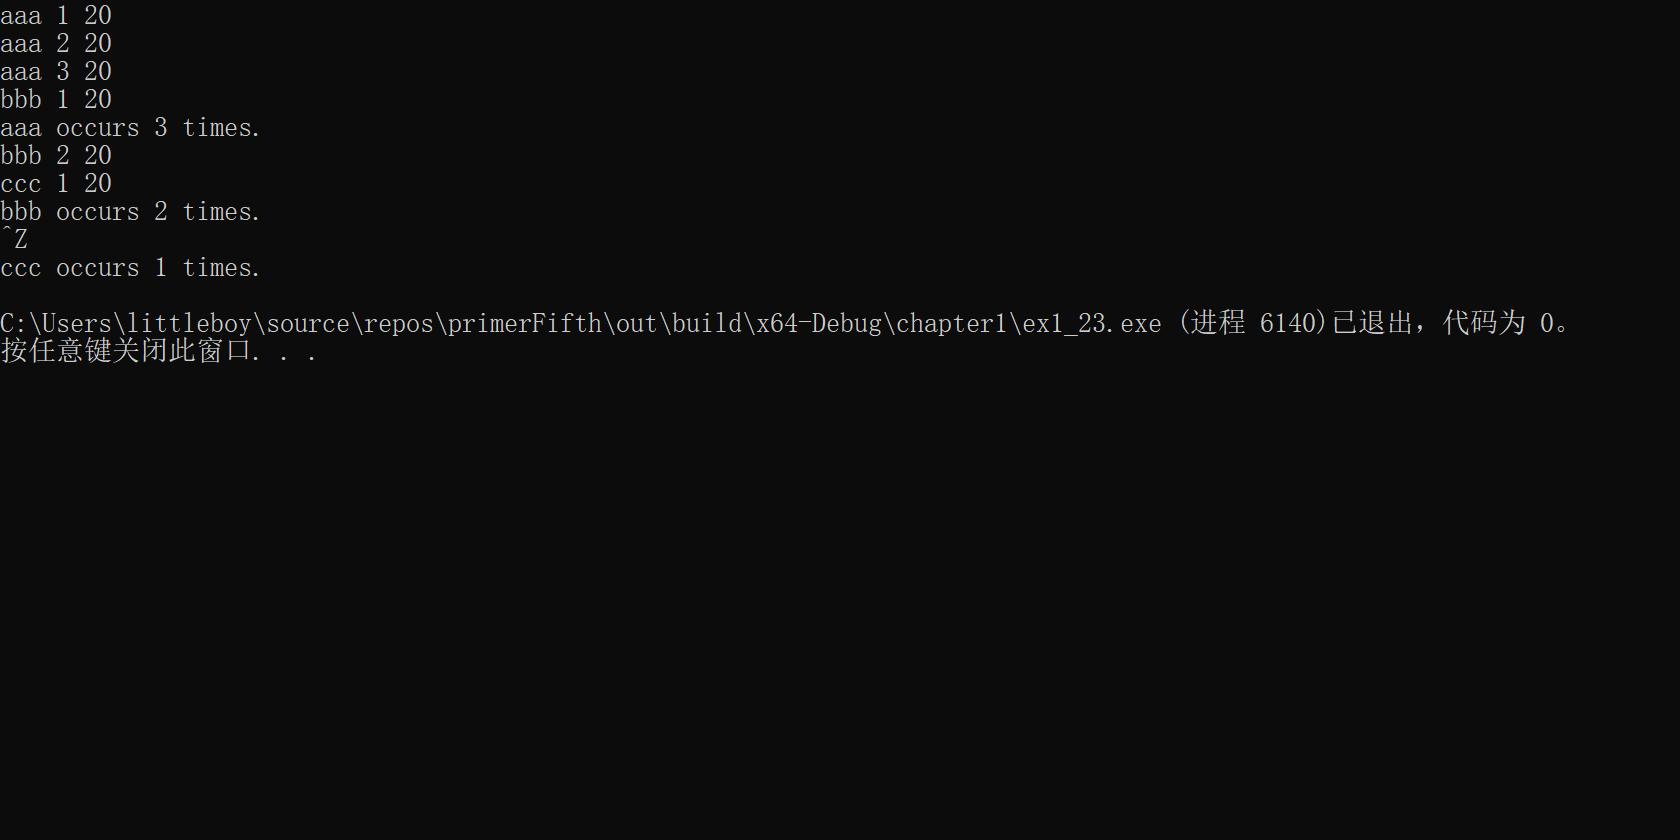 aaa 1 20
aaa 2 20
aaa 3 20
bbb 1 20
aaa occurs 3 times.
bbb 2 20
ccc 1 20
bbb occurs 2 times.
^Z
ccc occurs 1 times.
C:\Users\littleboy\source\repos\primerFifth\out\build\x64-Debug\chapter1\ex1_23.exe (进程 6140)已退出，代码为 0。
按任意键关闭此窗口. . .